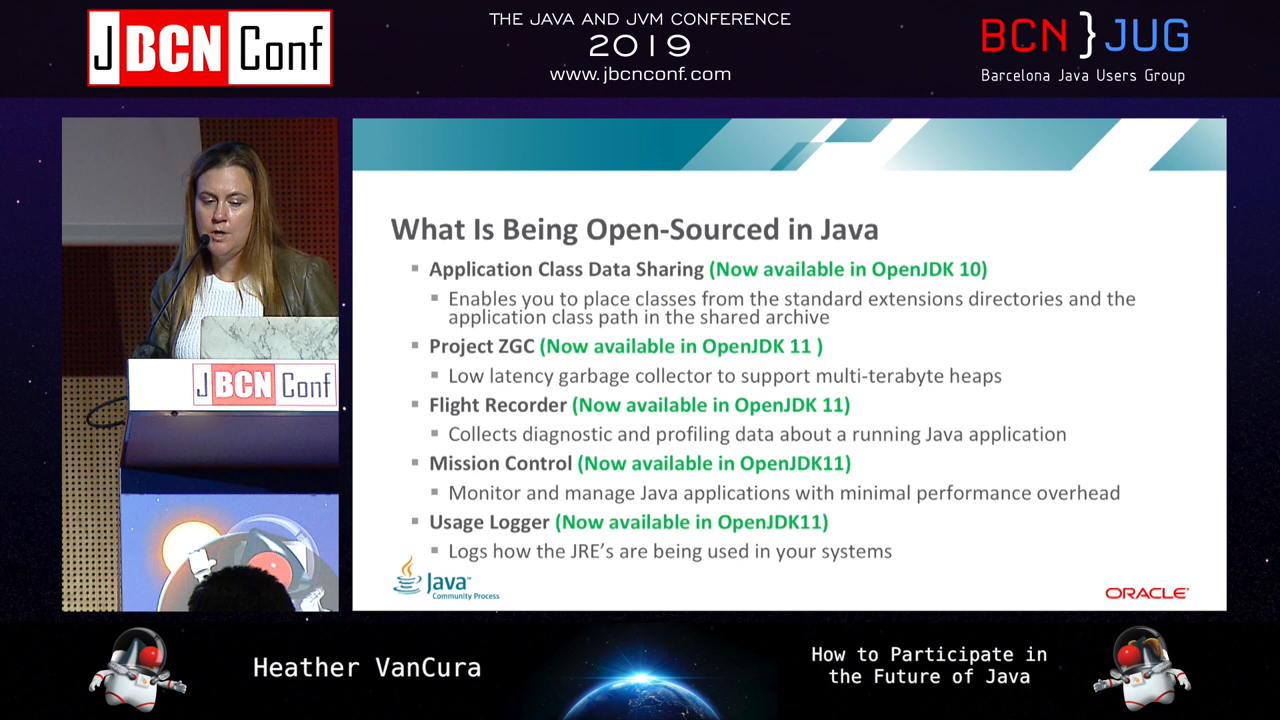 J BCN Conf
THE JAVA AND JVM CONFERENCE
2019
www.jbcnconf.com
BCN } JUG
Barcelona Java Users Group
What Is Being Open-Sourced in Java
Application Class Data Sharing (Now available in OpenJDK 10)
Enables you to place classes from the standard extensions directories and the
application class path in the shared archive
Project ZGC (Now available in OpenJDK 11 )
Low latency garbage collector to support multi-terabyte heaps
Flight Recorder (Now available in OpenJDK 11)
Collects diagnostic and profiling data about a running Java application
Mission Control (Now available in OpenJDK11)
Monitor and manage Java applications with minimal performance overhead
Usage Logger (Now available in OpenJDK11)
Logs how the JRE's are being used in your systems
Java™
Community Process
ORACLE®
J BCN Conf
Heather VanCura
How to Participate in
the Future of Java